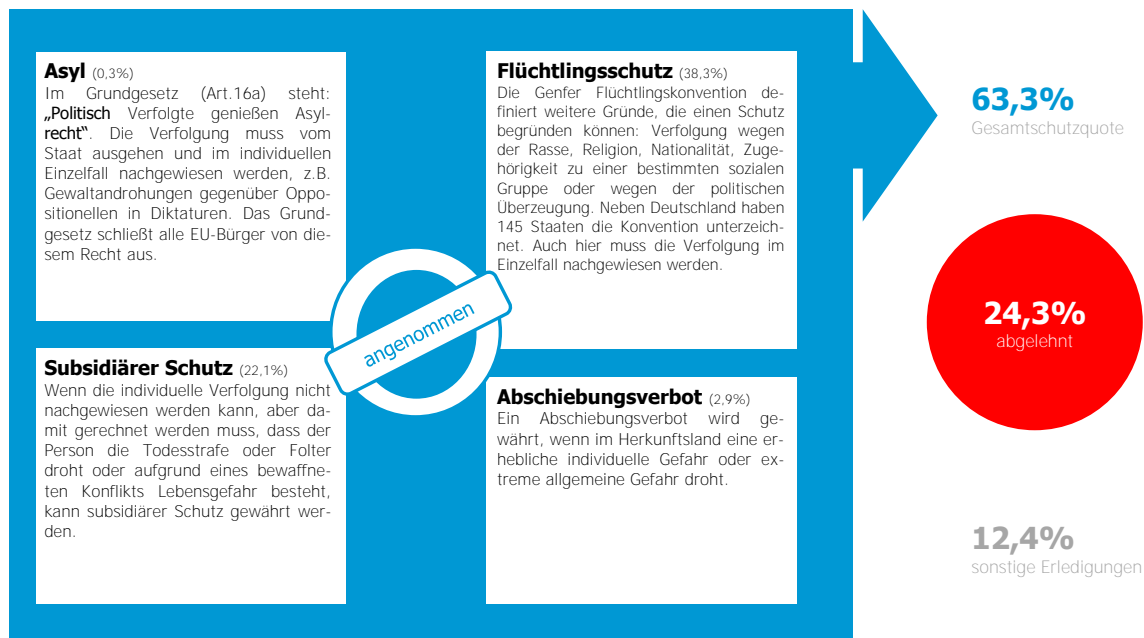 Asyl (0,3%)
Im Grundgesetz (Art.16a) steht:
„Politisch Verfolgte genießen Asyl-
recht“. Die Verfolgung muss vom
Staat ausgehen und im individuellen
Einzelfall nachgewiesen werden, z.B.
Gewaltandrohungen gegenüber Oppo-
sitionellen in Diktaturen. Das Grund-
gesetz schließt alle EU-Bürger von die-
sem Recht aus.
Flüchtlingsschutz (38,3%)
Die Genfer Flüchtlingskonvention de-
finiert weitere Gründe, die einen Schutz
begründen können: Verfolgung wegen
der Rasse, Religion, Nationalität, Zuge-
hörigkeit zu einer bestimmten sozialen
Gruppe oder wegen der politischen
Überzeugung. Neben Deutschland haben
145 Staaten die Konvention unterzeich-
net. Auch hier muss die Verfolgung im
Einzelfall nachgewiesen werden.
angenommen
Subsidiärer Schutz (22,1%)
Wenn die individuelle Verfolgung nicht
nachgewiesen werden kann, aber da-
mit gerechnet werden muss, dass der
Person die Todesstrafe oder Folter
droht oder aufgrund eines bewaffne-
ten Konflikts Lebensgefahr besteht,
kann subsidiärer Schutz gewährt wer-
den.
Abschiebungsverbot (2,9%)
Ein Abschiebungsverbot wird ge-
währt, wenn im Herkunftsland eine er-
hebliche individuelle Gefahr oder ex-
treme allgemeine Gefahr droht.
63,3%
Gesamtschutzquote
24,3%
abgelehnt
12,4%
sonstige Erledigungen